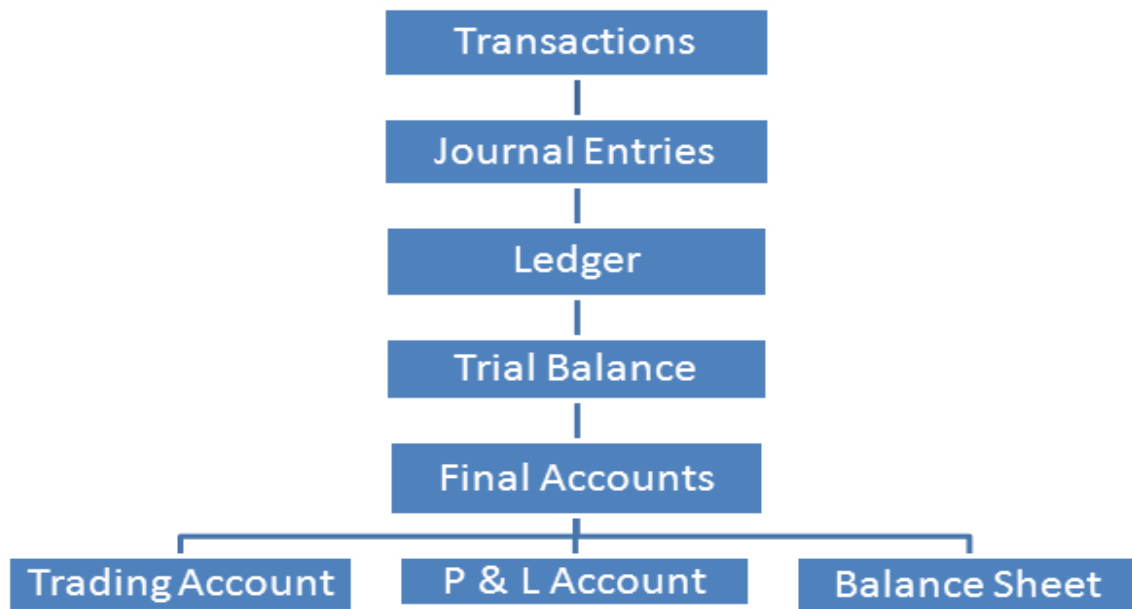 Transactions
Journal Entries
Ledger
Trial Balance
Final Accounts
Trading Account
P & L Account
Balance Sheet